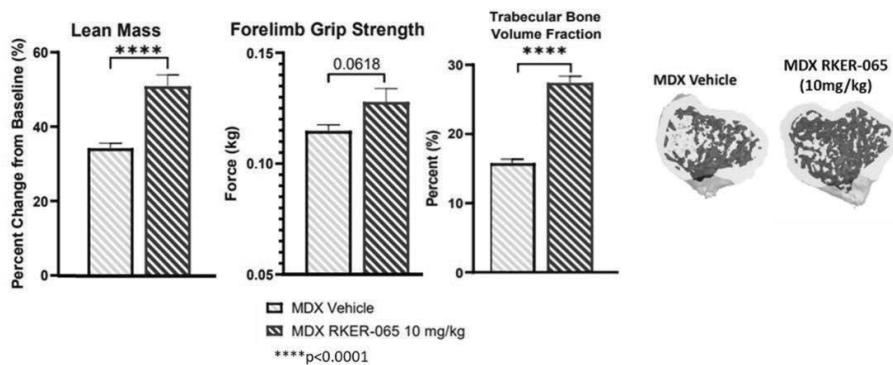 Lean Mass
Percent Change from Baseline (%)
60
40
20
0
****
Forelimb Grip Strength
Force (kg)
0.15
0.10
0.05
0.0618
Trabecular Bone
Volume Fraction
Percent (%)
30
20
10
0
****
MDX Vehicle
MDX RKER-065
(10mg/kg)
MDX Vehicle
MDX RKER-065 10 mg/kg
****p<0.0001